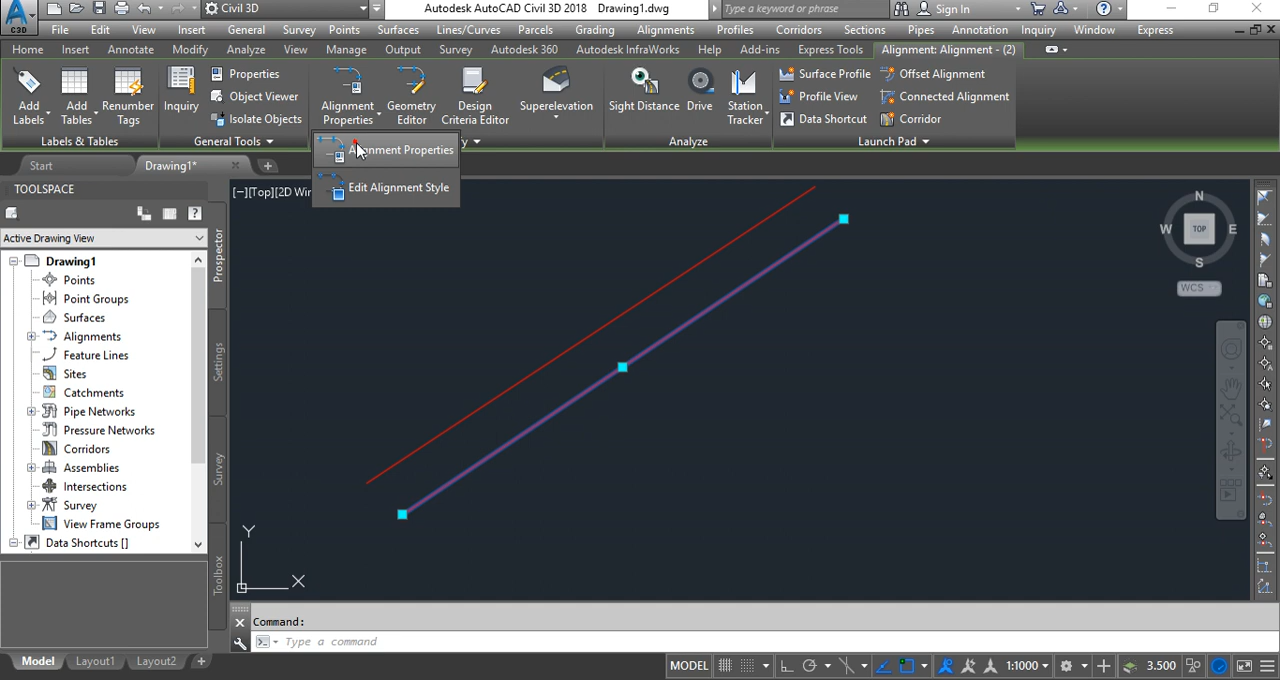 Civil 3D
Autodesk AutoCAD Civil 3D 2018 Drawing1.dwg
Type a keyword or phrase
Sign In
C3D
File Edit View Insert General Survey Points Surfaces Lines/Curves Parcels Grading Alignments Profiles Corridors Sections Pipes Annotation Inquiry Window Express
Home Insert Annotate Modify Analyze View Manage Output Survey Autodesk 360 Autodesk InfraWorks Help Add-ins Express Tools Alignment: Alignment - (2)
Add Labels
Add Tables
Renumber Tags
Labels & Tables
Inquiry
Properties
Object Viewer
Isolate Objects
General Tools
Alignment Properties
Geometry Editor
Design Criteria Editor
Superelevation
Sight Distance
Drive
Station Tracker
Analyze
Surface Profile
Profile View
Data Shortcut
Offset Alignment
Connected Alignment
Corridor
Launch Pad
Properties
Edit Alignment Style
Start
Drawing1*
TOOLSPACE
Active Drawing View
Drawing1
Points
Point Groups
Surfaces
Alignments
Feature Lines
Sites
Catchments
Pipe Networks
Pressure Networks
Corridors
Assemblies
Intersections
Survey
View Frame Groups
Data Shortcuts []
Prospector
Settings
Survey
Toolbox
[−][Top][2D Wir
N
W TOP E
S
WCS
Y
X
Command:
Type a command
Model Layout1 Layout2 +
MODEL
1:1000
3.500